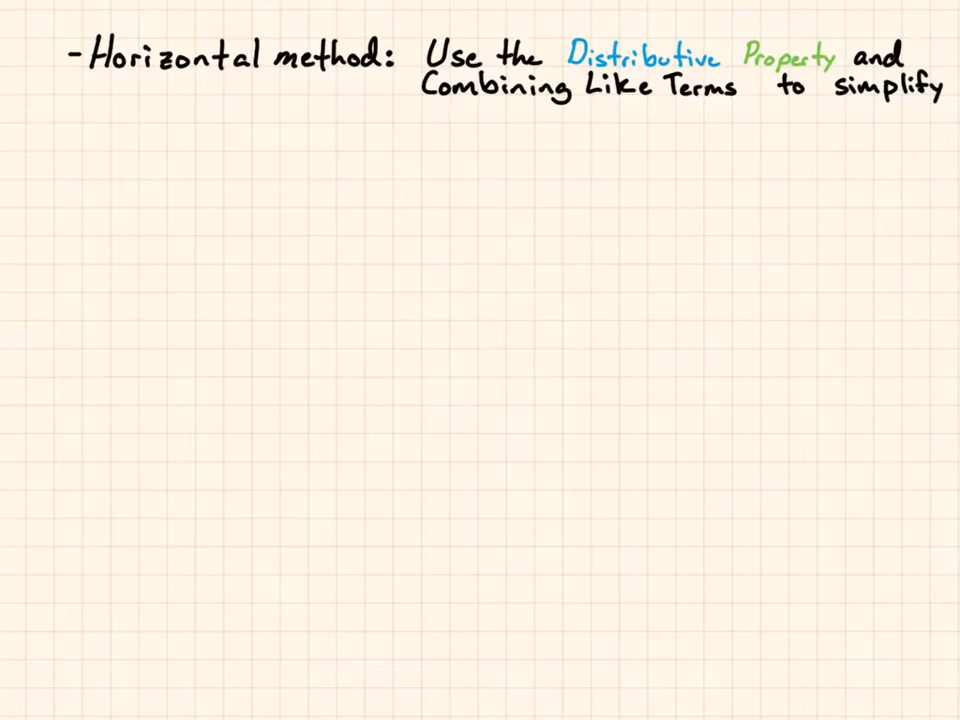 - Horizontal method: Use the Distributive Property and
Combining Like Terms to simplify